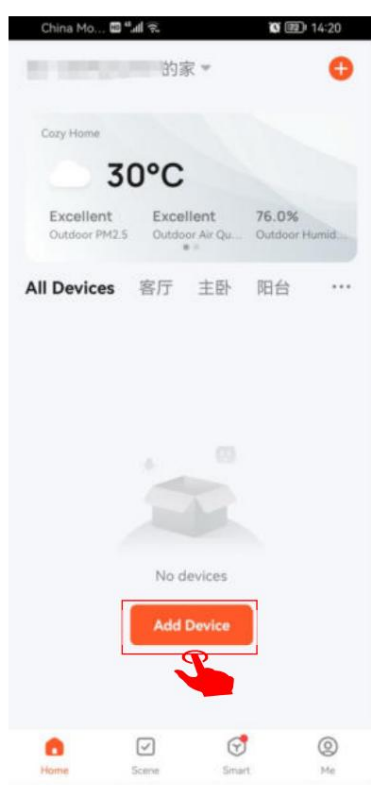 China Mo... 14:20
的家
Cozy Home
30°C
Excellent Excellent 76.0%
Outdoor PM2.5 Outdoor Air Qu... Outdoor Humid...
All Devices 客厅 主卧 阳台 ...
No devices
Add Device
Home Scene Smart Me